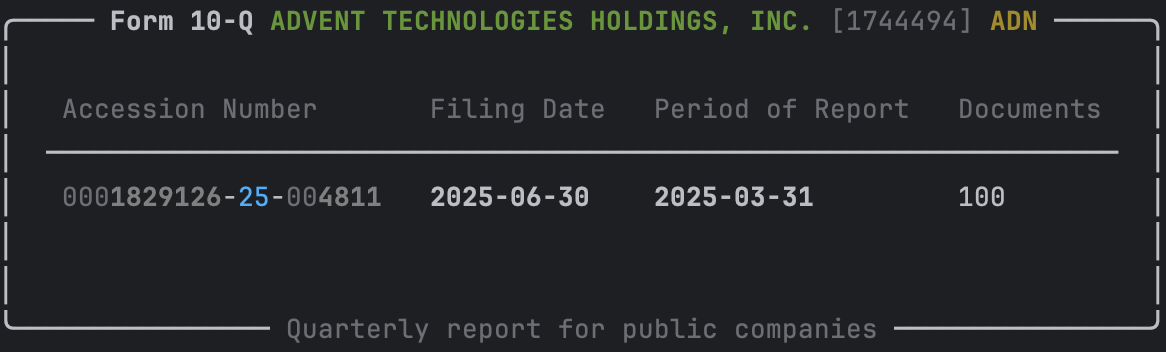 Form 10-Q ADVENT TECHNOLOGIES HOLDINGS, INC. [1744494] ADN
Accession Number Filing Date Period of Report Documents
0001829126-25-004811 2025-06-30 2025-03-31 100
Quarterly report for public companies